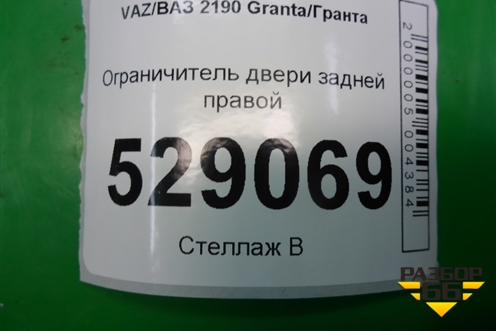 VAZ/ВАЗ 2190 Granta/Гранта
Ограничитель двери задней
правой
529069
Стеллаж В
2000005004384
РАЗБОР
66